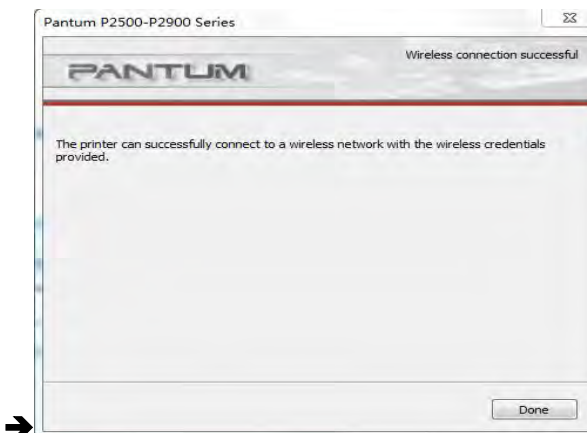 Pantum P2500-P2900 Series
Wireless connection successful
PANTUM
The printer can successfully connect to a wireless network with the wireless credentials
provided.
Done